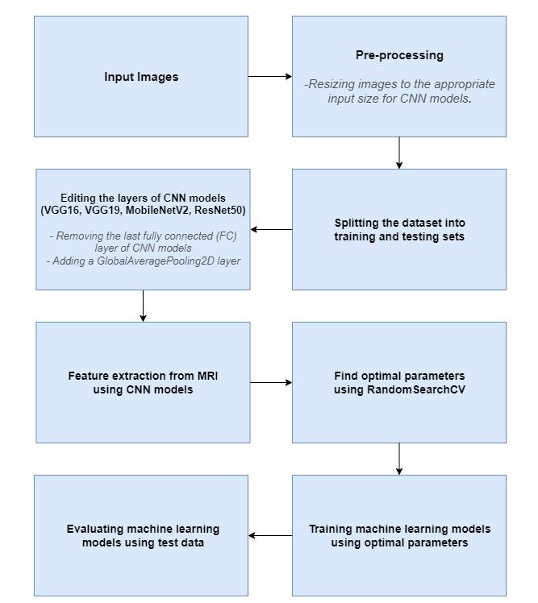 Input Images
Pre-processing
-Resizing images to the appropriate
input size for CNN models.
Editing the layers of CNN models
(VGG16, VGG19, MobileNetV2, ResNet50)
- Removing the last fully connected (FC)
layer of CNN models
- Adding a GlobalAveragePooling2D layer
Splitting the dataset into
training and testing sets
Feature extraction from MRI
using CNN models
Find optimal parameters
using RandomSearchCV
Evaluating machine learning
models using test data
Training machine learning models
using optimal parameters